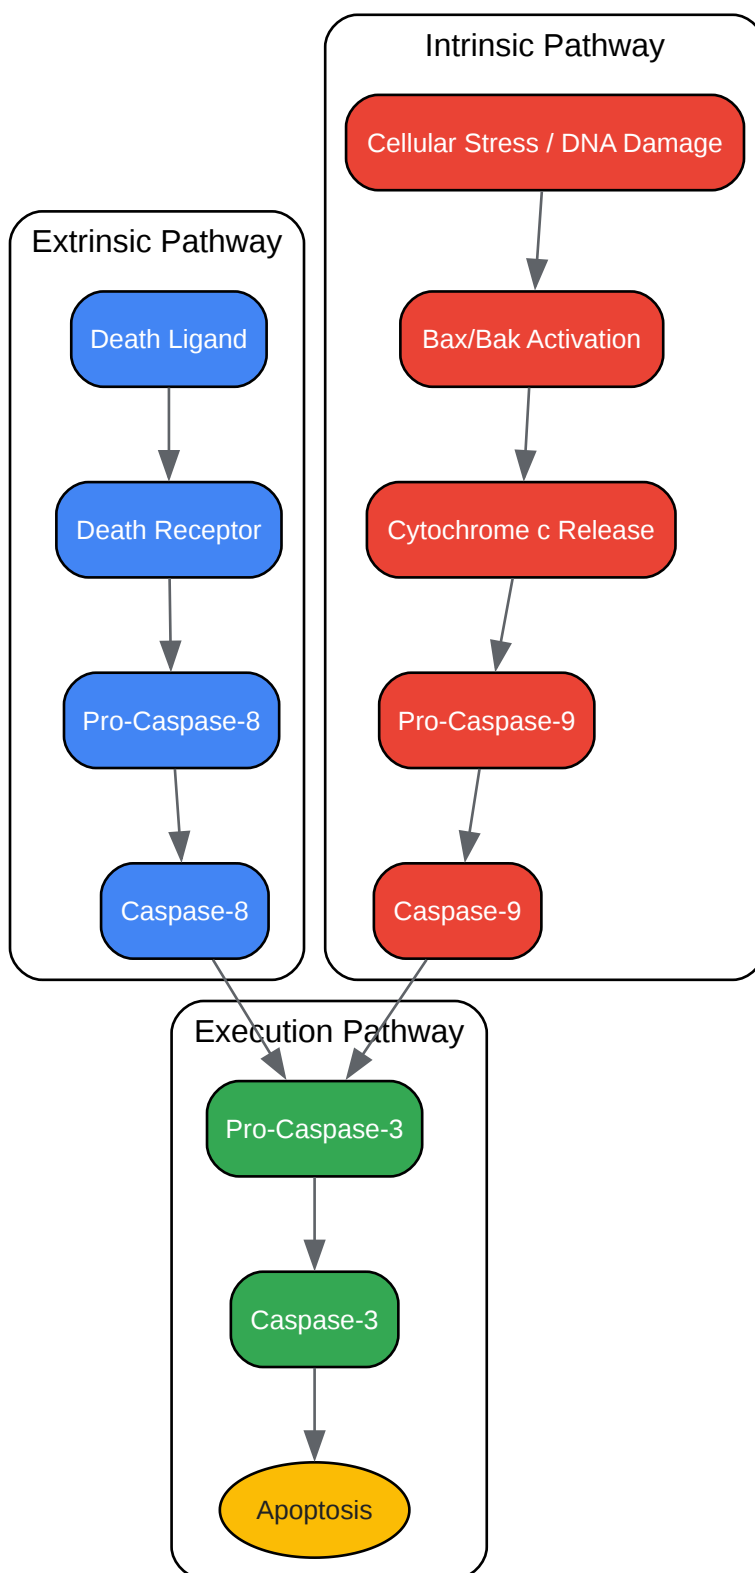 Intrinsic Pathway
Cellular Stress / DNA Damage
Extrinsic Pathway
Death Ligand
Bax/Bak Activation
Death Receptor
Cytochrome c Release
Pro-Caspase-8
Pro-Caspase-9
Caspase-8
Caspase-9
Execution Pathway
Pro-Caspase-3
Caspase-3
Apoptosis